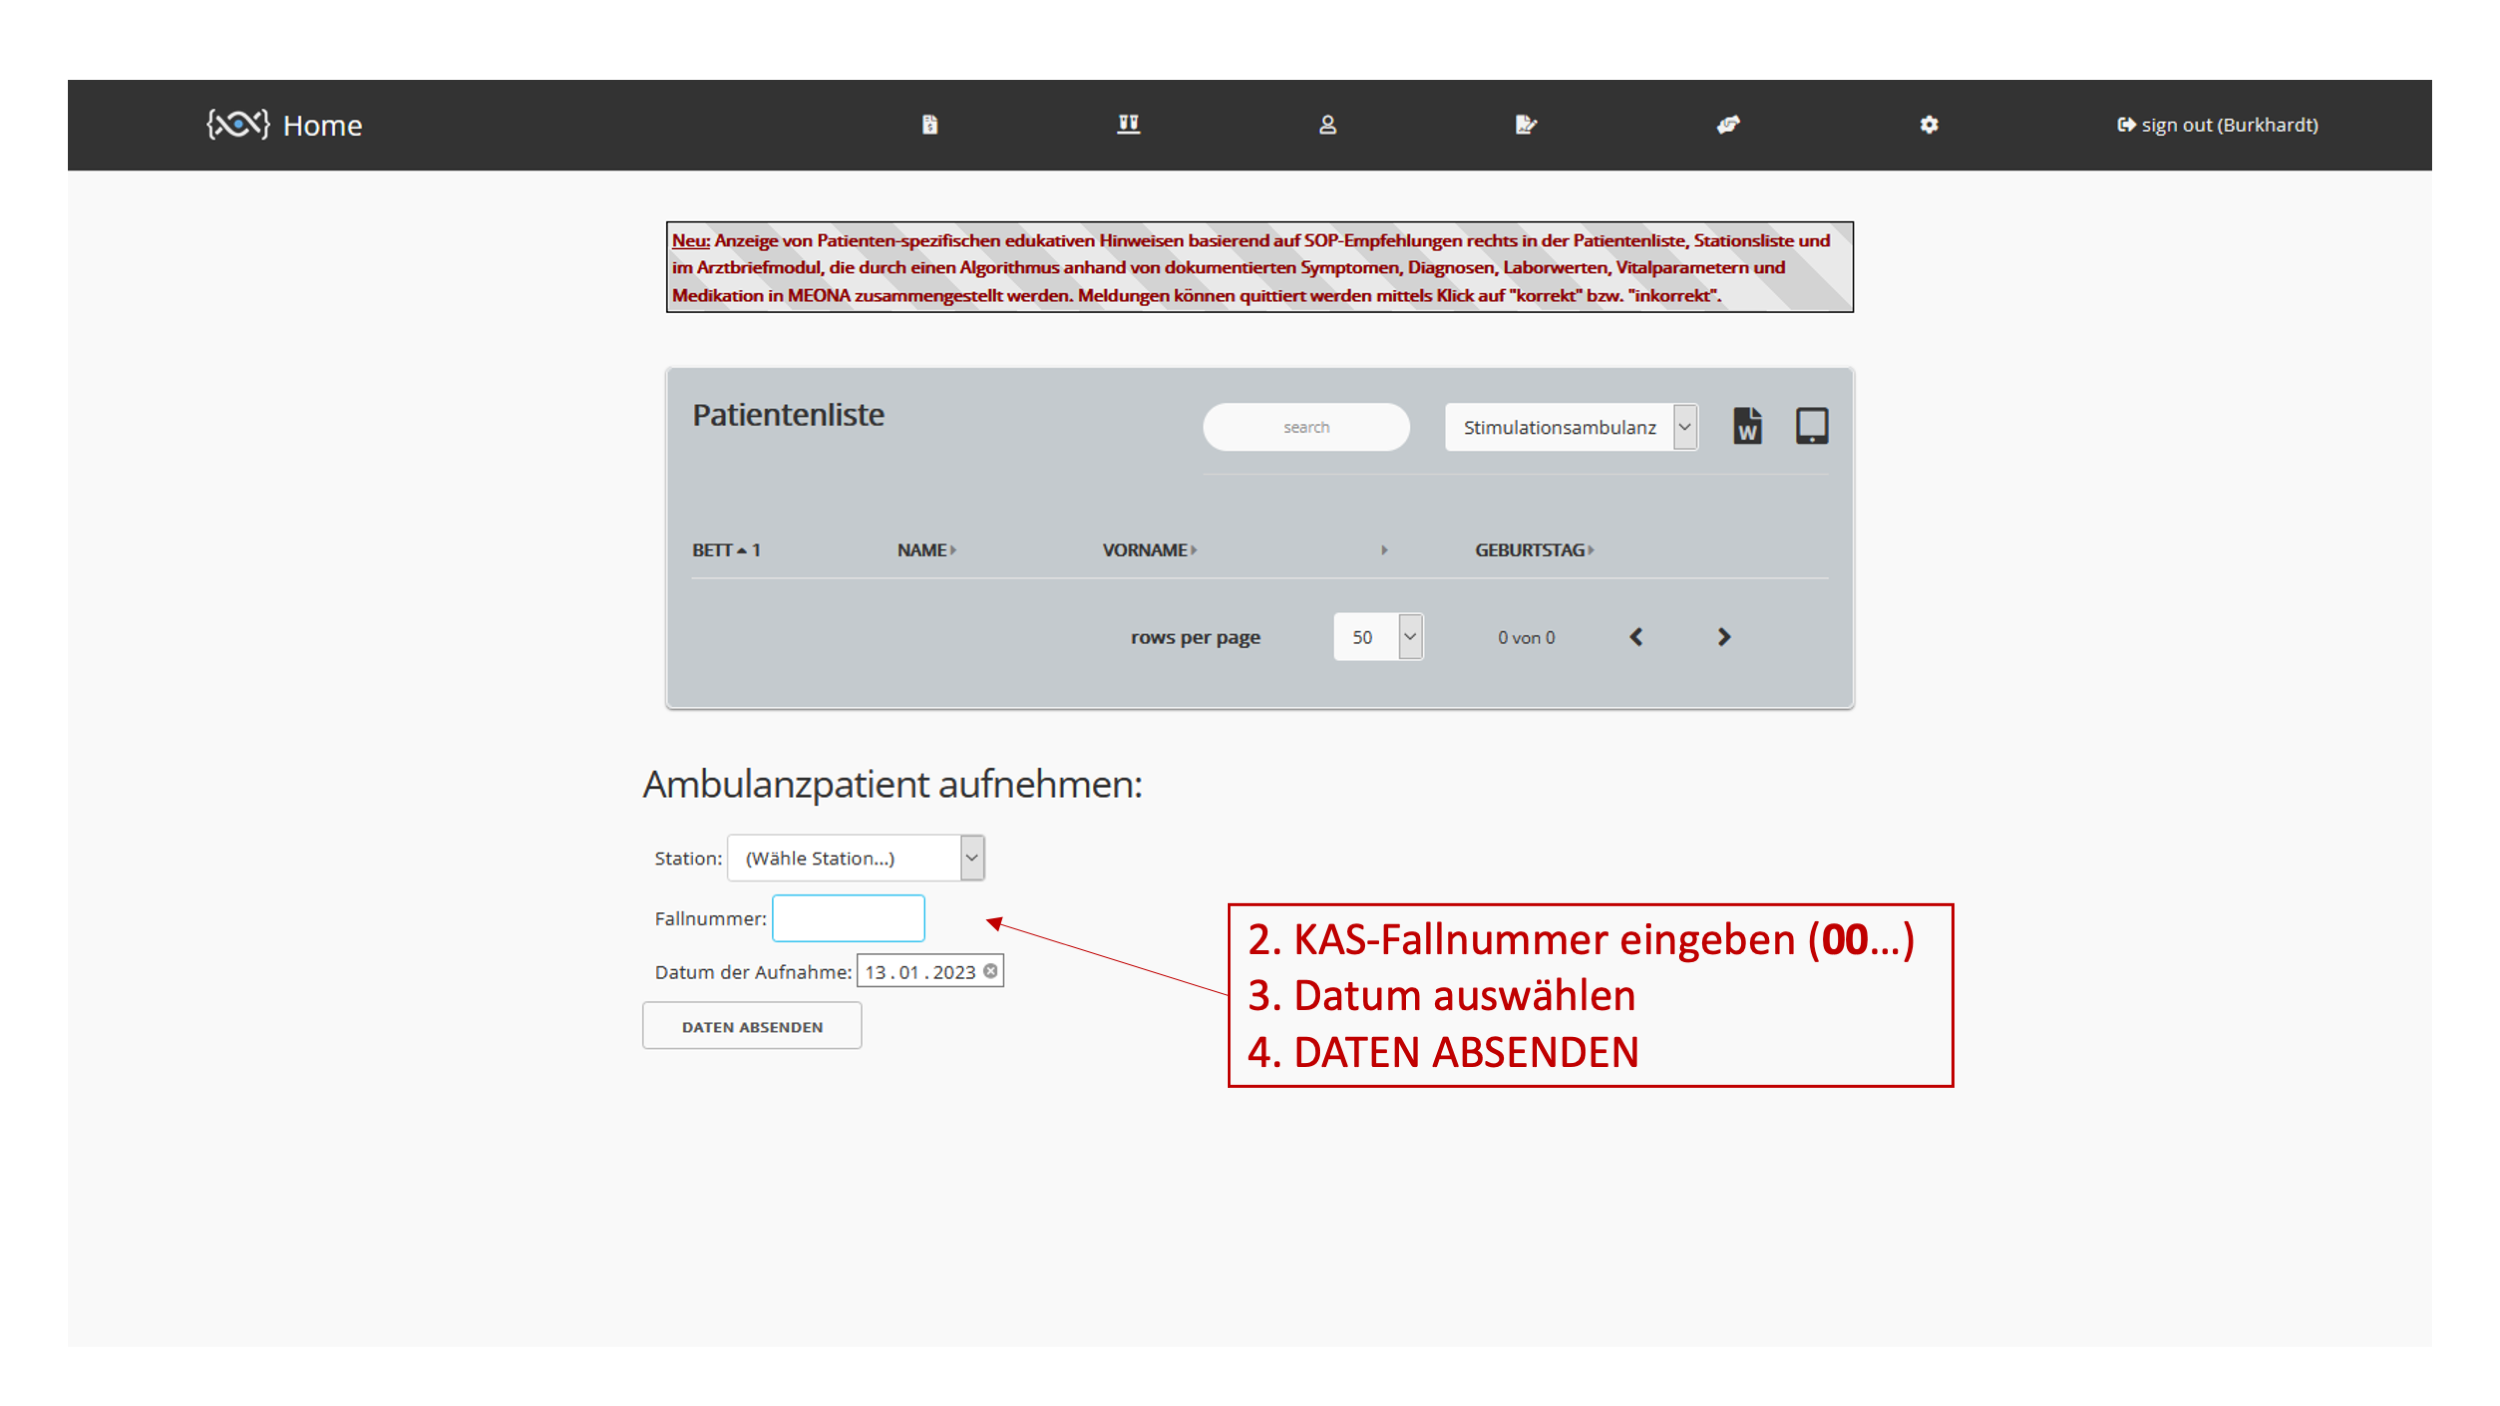 Home
sign out (Burkhardt)
Neu: Anzeige von Patienten-spezifischen edukativen Hinweisen basierend auf SOP-Empfehlungen rechts in der Patientenliste, Stationsliste und
im Arztbriefmodul, die durch einen Algorithmus anhand von dokumentierten Symptomen, Diagnosen, Laborwerten, Vitalparametern und
Medikation in MEONA zusammengestellt werden. Meldungen können quittiert werden mittels Klick auf "korrekt" bzw. "inkorrekt".
Patientenliste
search
Stimulationsambulanz
W
BETT 1 NAME VORNAME GEBURTSTAG
rows per page 50 0 von 0
Ambulanzpatient aufnehmen:
Station: (Wähle Station...)
Fallnummer:
Datum der Aufnahme: 13.01.2023
DATEN ABSENDEN
2. KAS-Fallnummer eingeben (00...)
3. Datum auswählen
4. DATEN ABSENDEN